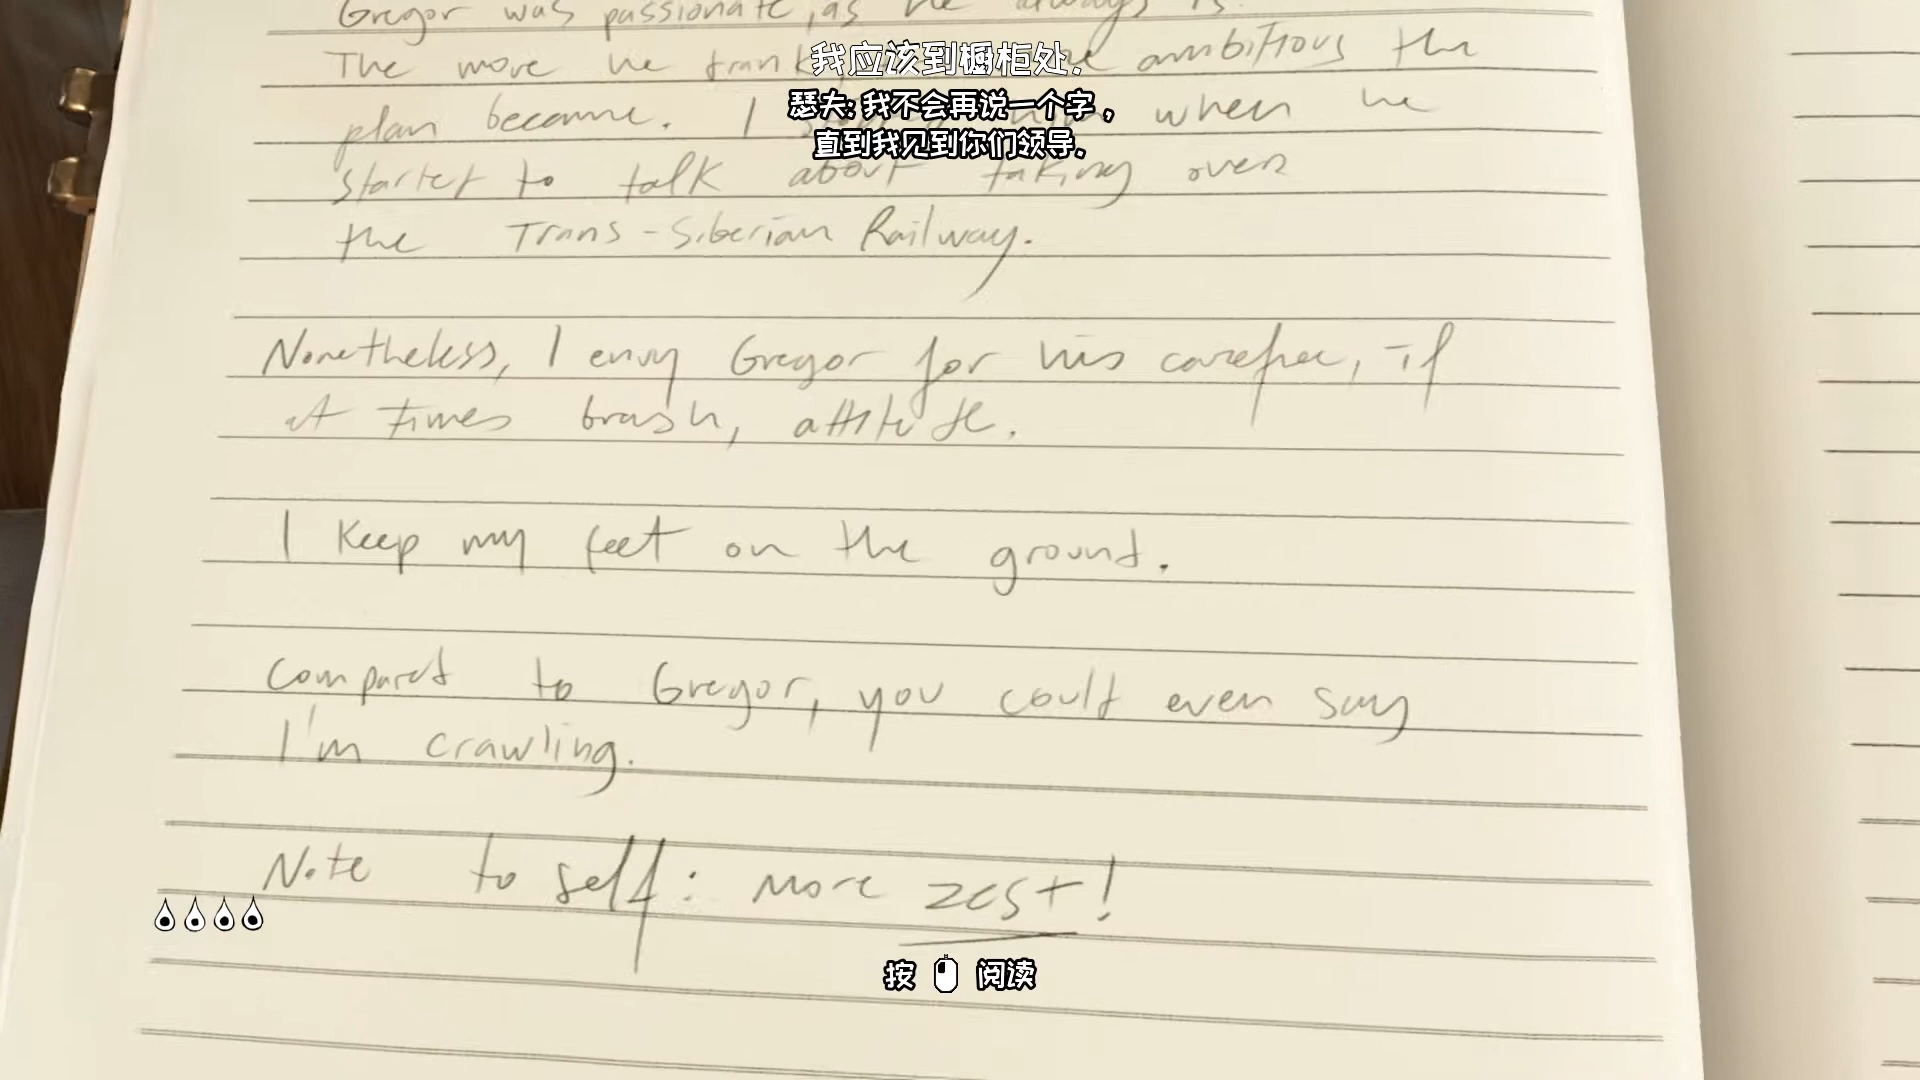 Gregor was passionate, as he always is.
The more he 我应该到橱柜处. ambitious the
瑟夫: 我不会再说一个字，
plan became. I when he
直到我见到你们领导.
started to talk about taking over
the Trans-Siberian Railway.
Nonetheless, I envy Gregor for his carefree, if
at times brash, attitude.
I keep my feet on the ground.
Compared to Gregor, you could even say
I'm crawling.
Note to self: More zest!
按 阅读